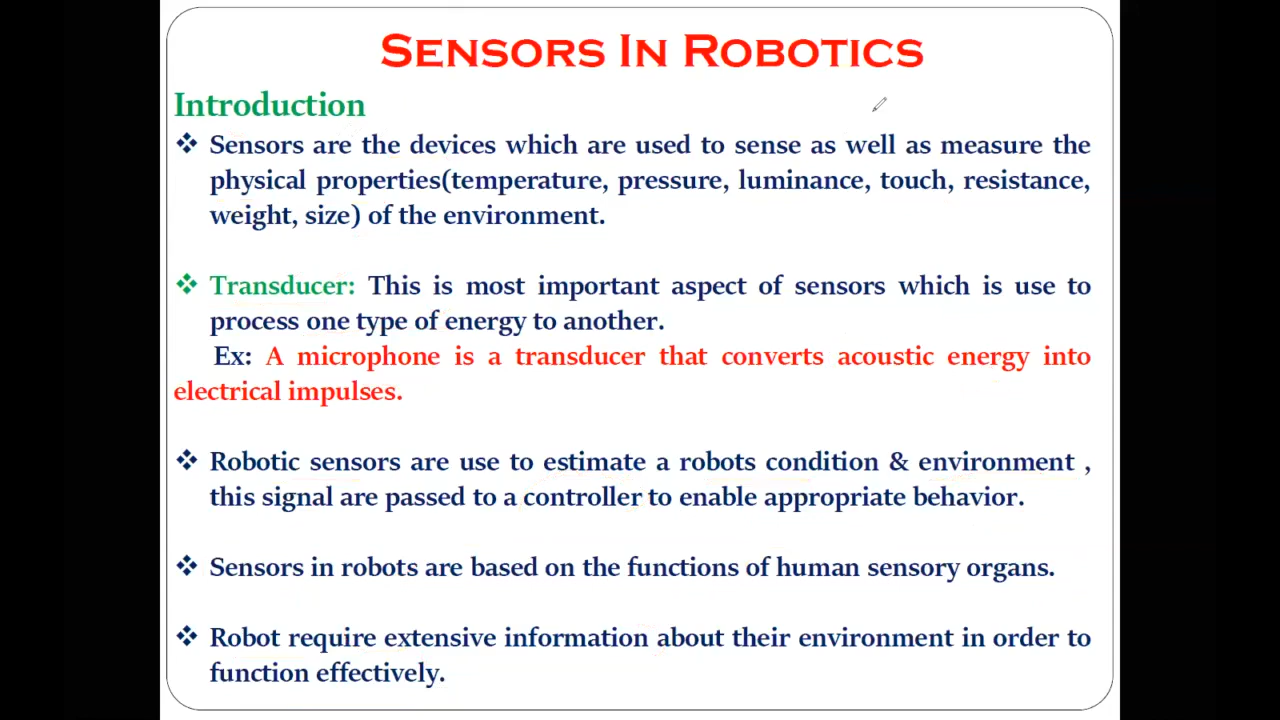 SENSORS IN ROBOTICS
Introduction
❖ Sensors are the devices which are used to sense as well as measure the
physical properties(temperature, pressure, luminance, touch, resistance,
weight, size) of the environment.
❖ Transducer: This is most important aspect of sensors which is use to
process one type of energy to another.
Ex: A microphone is a transducer that converts acoustic energy into
electrical impulses.
❖ Robotic sensors are use to estimate a robots condition & environment ,
this signal are passed to a controller to enable appropriate behavior.
❖ Sensors in robots are based on the functions of human sensory organs.
❖ Robot require extensive information about their environment in order to
function effectively.